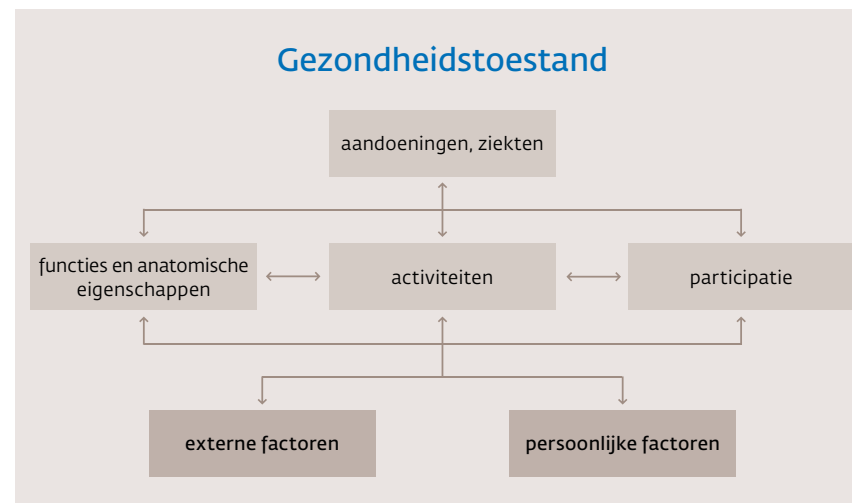 Gezondheidstoestand
aandoeningen, ziekten
functies en anatomische
eigenschappen
activiteiten
participatie
externe factoren
persoonlijke factoren